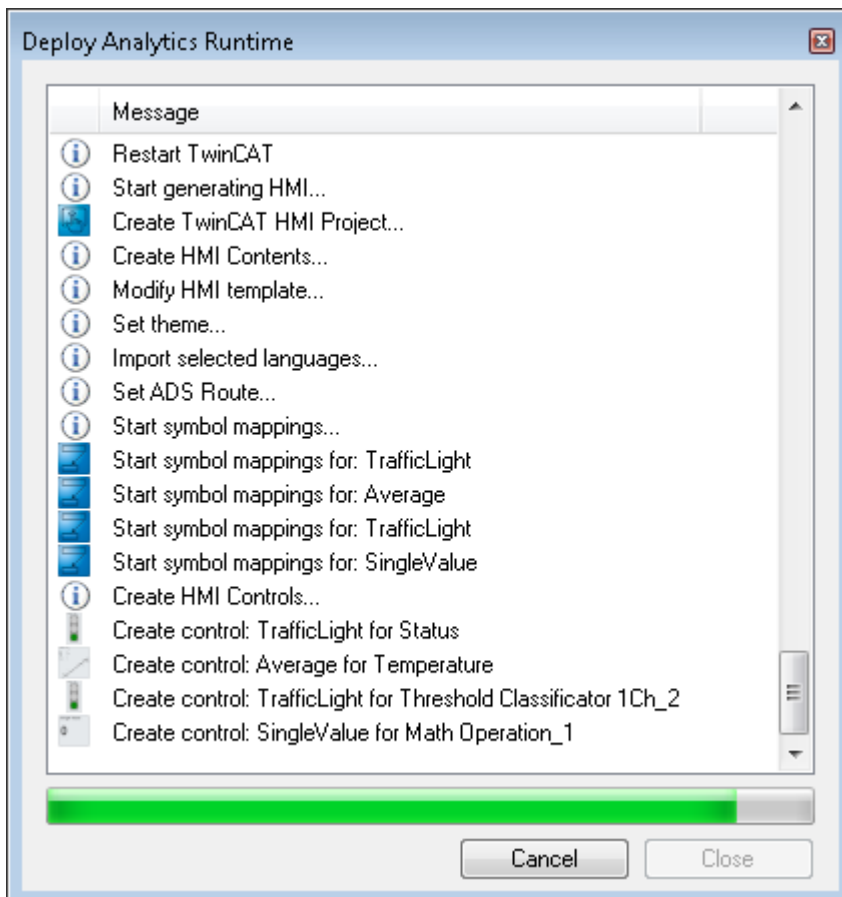 Deploy Analytics Runtime
Message
Restart TwinCAT
Start generating HMI...
Create TwinCAT HMI Project...
Create HMI Contents...
Modify HMI template...
Set theme...
Import selected languages...
Set ADS Route...
Start symbol mappings...
Start symbol mappings for: TrafficLight
Start symbol mappings for: Average
Start symbol mappings for: TrafficLight
Start symbol mappings for: SingleValue
Create HMI Controls...
Create control: TrafficLight for Status
Create control: Average for Temperature
Create control: TrafficLight for Threshold Classificator 1Ch_2
Create control: SingleValue for Math Operation_1
Cancel
Close